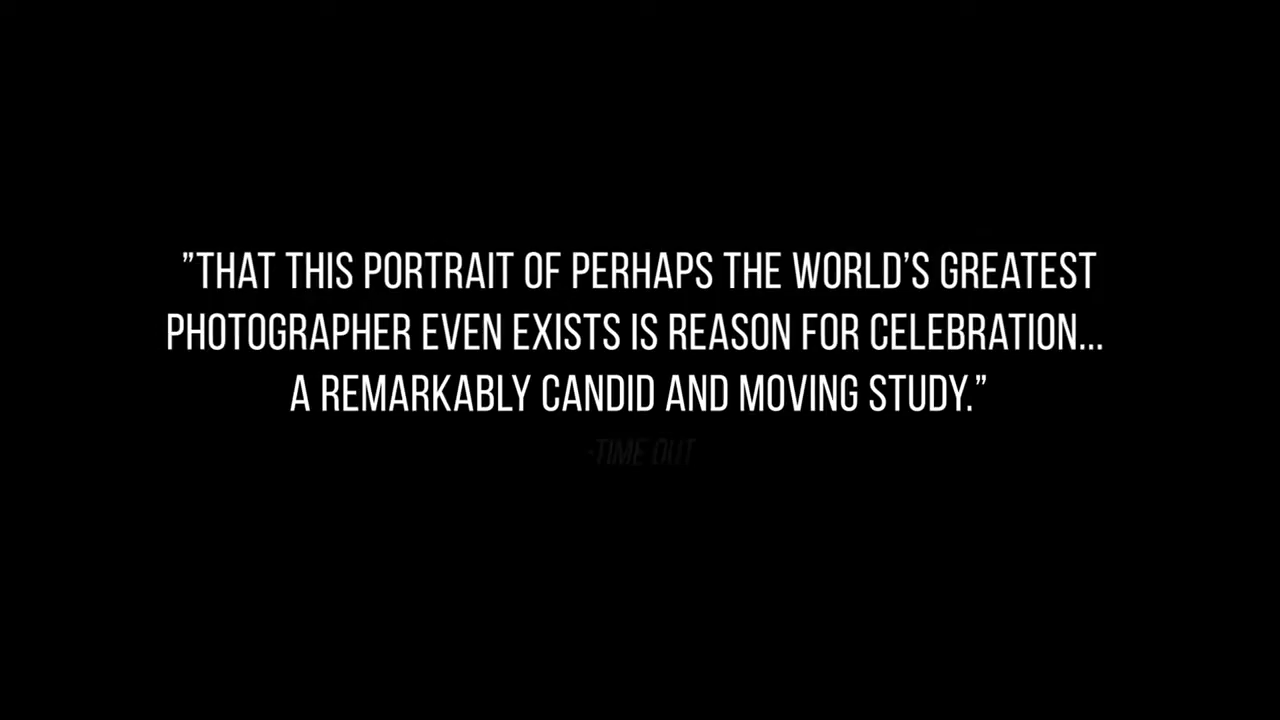 ”THAT THIS PORTRAIT OF PERHAPS THE WORLD’S GREATEST
PHOTOGRAPHER EVEN EXISTS IS REASON FOR CELEBRATION...
A REMARKABLY CANDID AND MOVING STUDY.”
-TIME OUT